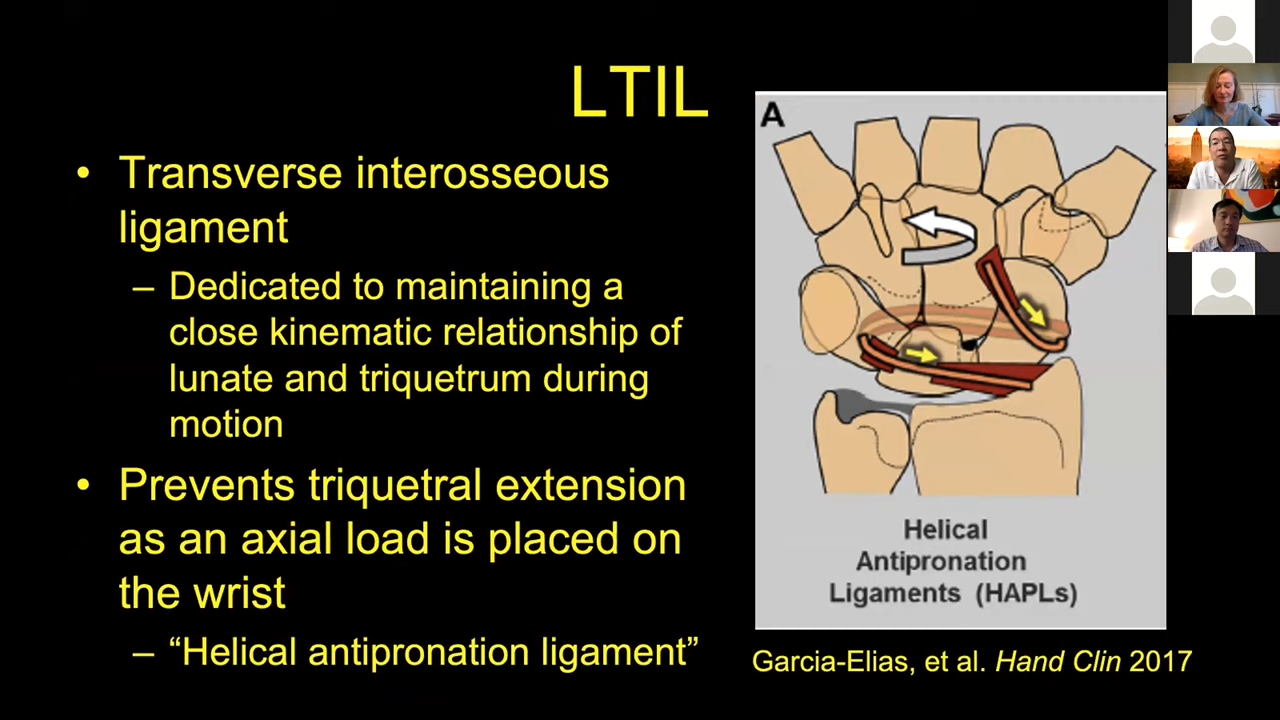 LTIL
• Transverse interosseous
ligament
– Dedicated to maintaining a
close kinematic relationship of
lunate and triquetrum during
motion
• Prevents triquetral extension
as an axial load is placed on
the wrist
– “Helical antipronation ligament”
A
Helical
Antipronation
Ligaments (HAPLs)
Garcia-Elias, et al. Hand Clin 2017